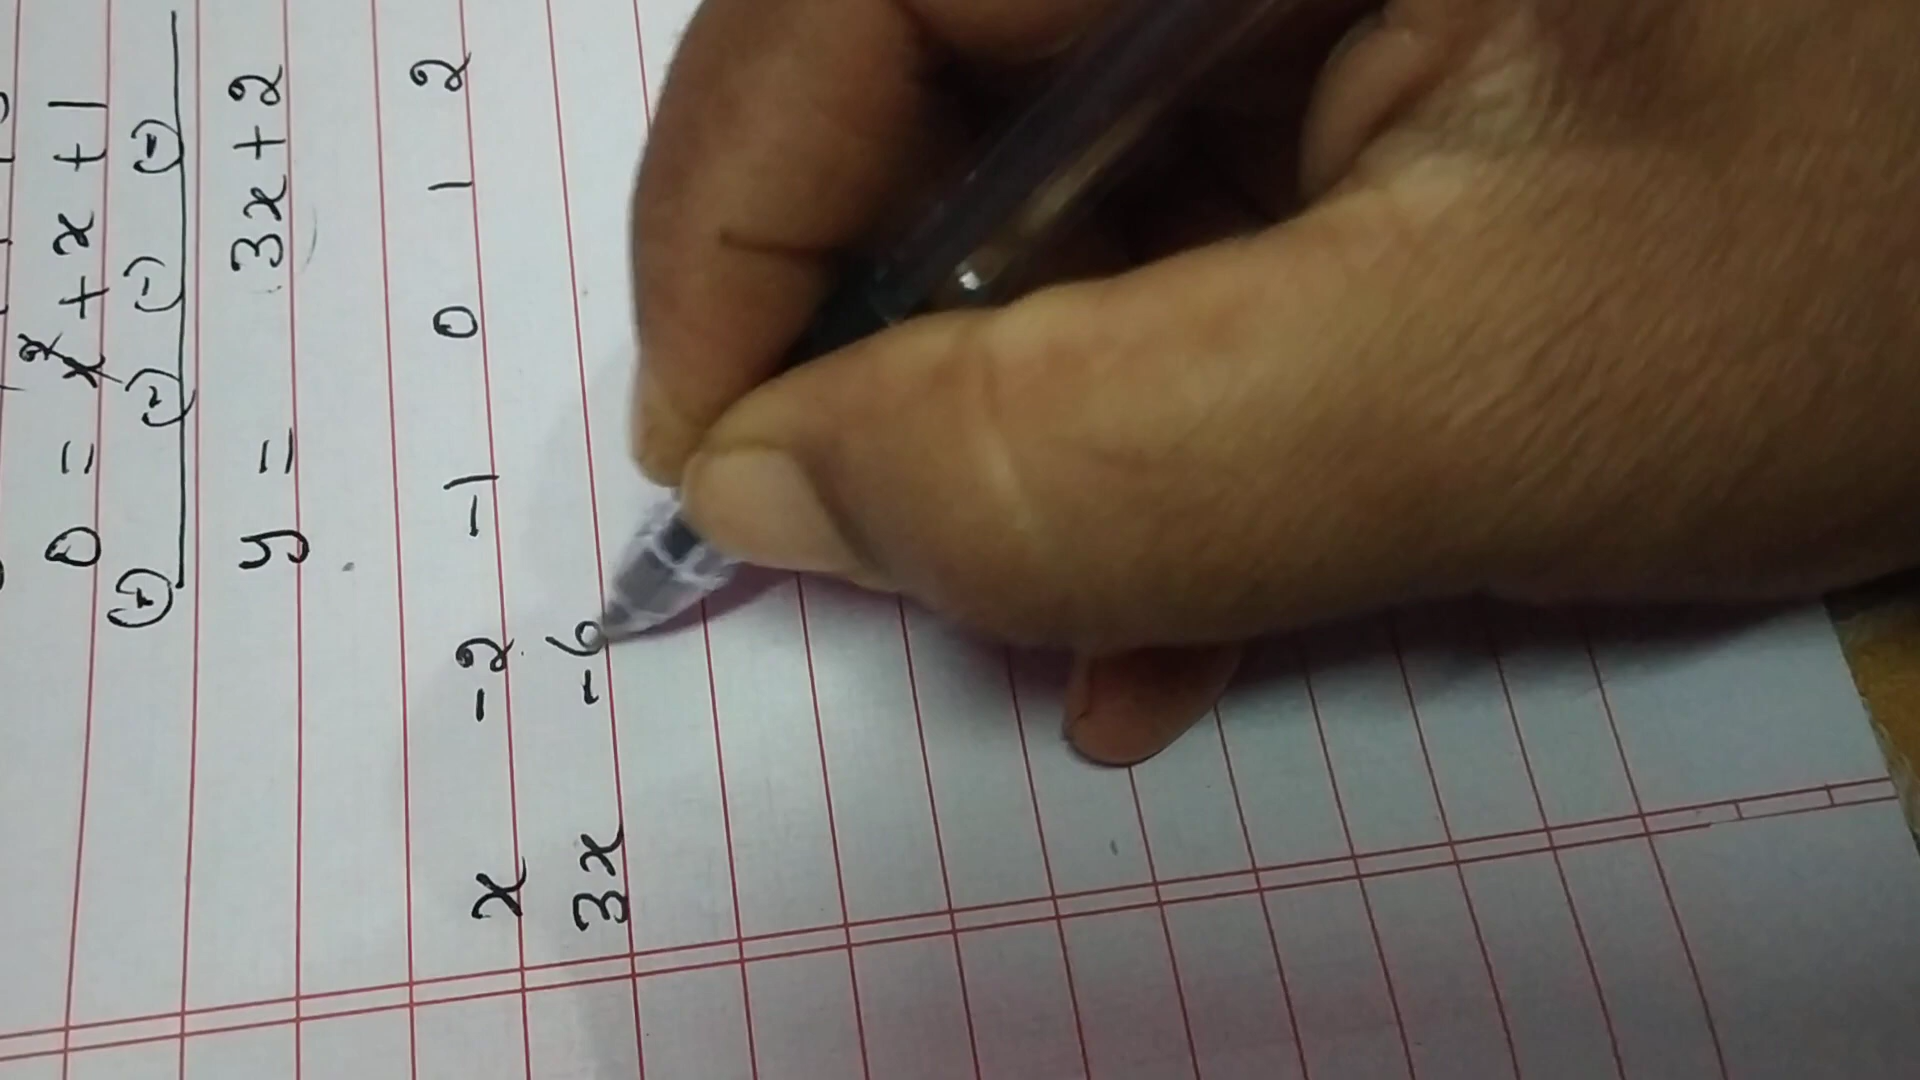 0 = x² + x + 1
(-) (-) (-) (-)
y = 3x + 2
x -2 -1 0 1 2
3x -6